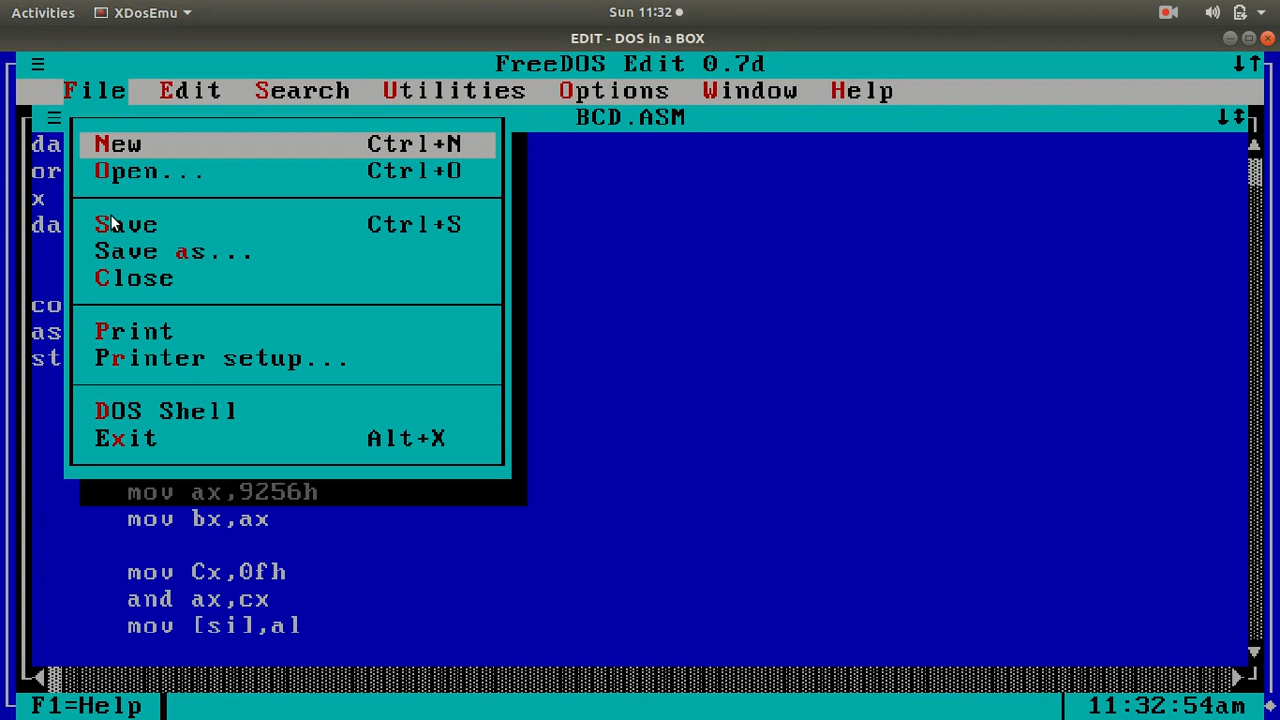 Activities XDosEmu Sun 11:32
EDIT - DOS in a BOX
FreeDOS Edit 0.7d
File Edit Search Utilities Options Window Help
BCD.ASM
da New Ctrl+N
or Open... Ctrl+O
x
da Save Ctrl+S
Save as...
Close
co
as Print
st Printer setup...
DOS Shell
Exit Alt+X
mov ax,9256h
mov bx,ax
mov Cx,0fh
and ax,cx
mov [si],al
F1=Help 11:32:54am